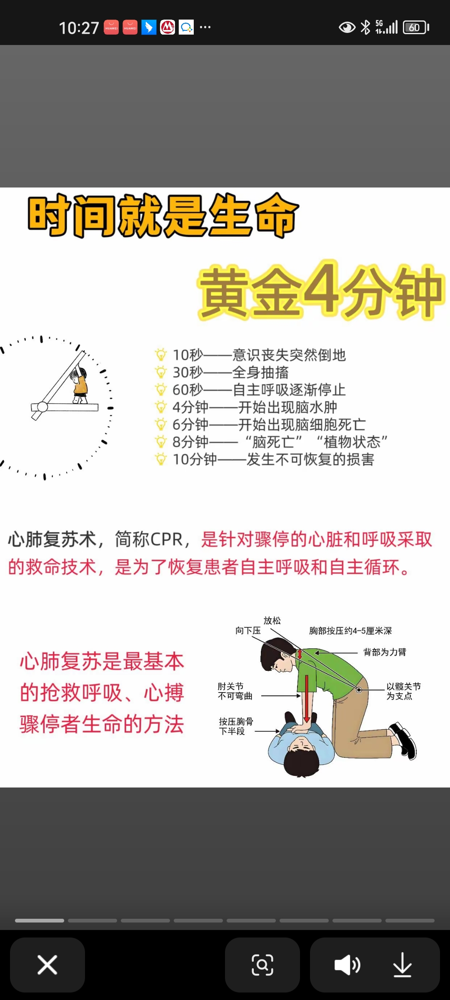 10:27
HUAWEI
HUAWEI
5G
60
时间就是生命
黄金4分钟
10秒——意识丧失突然倒地
30秒——全身抽搐
60秒——自主呼吸逐渐停止
4分钟——开始出现脑水肿
6分钟——开始出现脑细胞死亡
8分钟——“脑死亡” “植物状态”
10分钟——发生不可恢复的损害
心肺复苏术，简称CPR，是针对骤停的心脏和呼吸采取
的救命技术，是为了恢复患者自主呼吸和自主循环。
心肺复苏是最基本
的抢救呼吸、心搏
骤停者生命的方法
放松
向下压
胸部按压约4-5厘米深
背部为力臂
肘关节
不可弯曲
以髋关节
为支点
按压胸骨
下半段